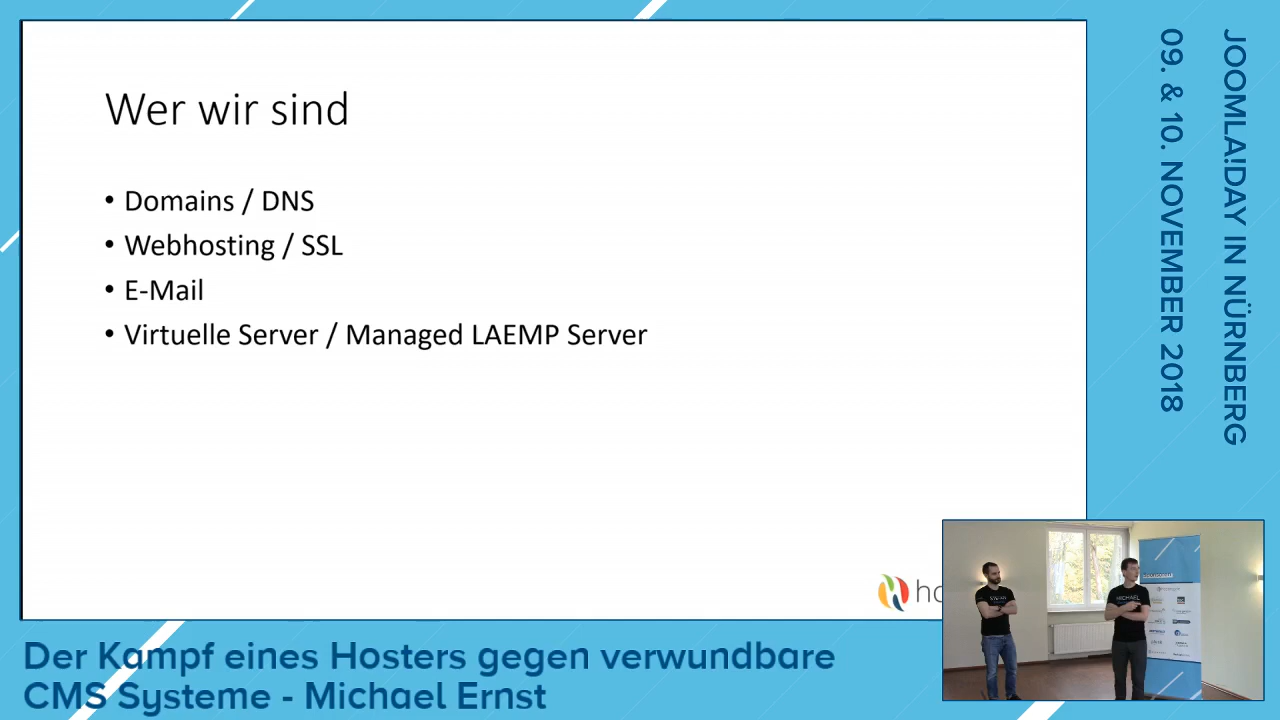 Wer wir sind
• Domains / DNS
• Webhosting / SSL
• E-Mail
• Virtuelle Server / Managed LAEMP Server
JOOMLA!DAY IN NÜRNBERG
09. & 10. NOVEMBER 2018
MICHAEL
Der Kampf eines Hosters gegen verwundbare
CMS Systeme - Michael Ernst